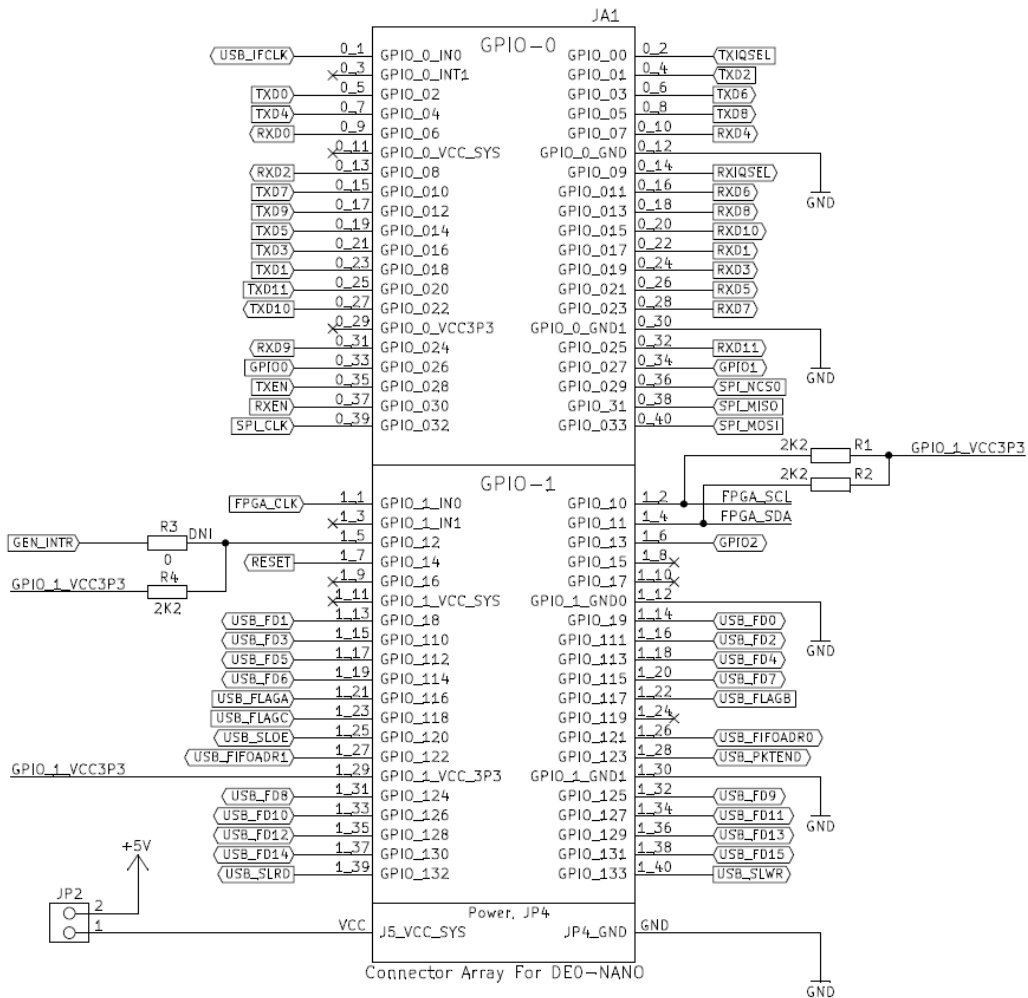 JA1
GPIO-0
USB_IFCLK 0_1 GPIO_0_IN0 GPIO_00 0_2 TXIQSEL
0_3 GPIO_0_INT1 GPIO_01 0_4 TXD2
TXD0 0_5 GPIO_02 GPIO_03 0_6 TXD6
TXD4 0_7 GPIO_04 GPIO_05 0_8 TXD8
RXD0 0_9 GPIO_06 GPIO_07 0_10 RXD4
0_11 GPIO_0_VCC_SYS GPIO_0_GND 0_12
RXD2 0_13 GPIO_08 GPIO_09 0_14 RXIQSEL
TXD7 0_15 GPIO_010 GPIO_011 0_16 RXD6
GND
TXD9 0_17 GPIO_012 GPIO_013 0_18 RXD8
TXD5 0_19 GPIO_014 GPIO_015 0_20 RXD10
TXD3 0_21 GPIO_016 GPIO_017 0_22 RXD1
TXD1 0_23 GPIO_018 GPIO_019 0_24 RXD3
TXD11 0_25 GPIO_020 GPIO_021 0_26 RXD5
TXD10 0_27 GPIO_022 GPIO_023 0_28 RXD7
0_29 GPIO_0_VCC3P3 GPIO_0_GND1 0_30
RXD9 0_31 GPIO_024 GPIO_025 0_32 RXD11
GPIO0 0_33 GPIO_026 GPIO_027 0_34 GPIO1
GND
TXEN 0_35 GPIO_028 GPIO_029 0_36 SPI_NCS0
RXEN 0_37 GPIO_030 GPIO_31 0_38 SPI_MISO
SPI_CLK 0_39 GPIO_032 GPIO_033 0_40 SPI_MOSI
2K2 R1 GPIO_1_VCC3P3
2K2 R2
GPIO-1
FPGA_CLK 1_1 GPIO_1_IN0 GPIO_10 1_2 FPGA_SCL
1_3 GPIO_1_IN1 GPIO_11 1_4 FPGA_SDA
R3 DNI
GEN_INTR 1_5 GPIO_12 GPIO_13 1_6 GPIO2
0
RESET 1_7 GPIO_14 GPIO_15 1_8
R4
GPIO_1_VCC3P3 1_9 GPIO_16 GPIO_17 1_10
2K2
1_11 GPIO_1_VCC_SYS GPIO_1_GND0 1_12
USB_FD1 1_13 GPIO_18 GPIO_19 1_14 USB_FD0
USB_FD3 1_15 GPIO_110 GPIO_111 1_16 USB_FD2
GND
USB_FD5 1_17 GPIO_112 GPIO_113 1_18 USB_FD4
USB_FD6 1_19 GPIO_114 GPIO_115 1_20 USB_FD7
USB_FLAGA 1_21 GPIO_116 GPIO_117 1_22 USB_FLAGB
USB_FLAGC 1_23 GPIO_118 GPIO_119 1_24
USB_SLOE 1_25 GPIO_120 GPIO_121 1_26 USB_FIFOADR0
USB_FIFOADR1 1_27 GPIO_122 GPIO_123 1_28 USB_PKTEND
GPIO_1_VCC3P3 1_29 GPIO_1_VCC_3P3 GPIO_1_GND1 1_30
USB_FD8 1_31 GPIO_124 GPIO_125 1_32 USB_FD9
USB_FD10 1_33 GPIO_126 GPIO_127 1_34 USB_FD11
GND
USB_FD12 1_35 GPIO_128 GPIO_129 1_36 USB_FD13
+5V
USB_FD14 1_37 GPIO_130 GPIO_131 1_38 USB_FD15
USB_SLRD 1_39 GPIO_132 GPIO_133 1_40 USB_SLWR
JP2
2
Power, JP4
1 VCC J5_VCC_SYS JP4_GND GND
Connector Array For DE0-NANO
GND